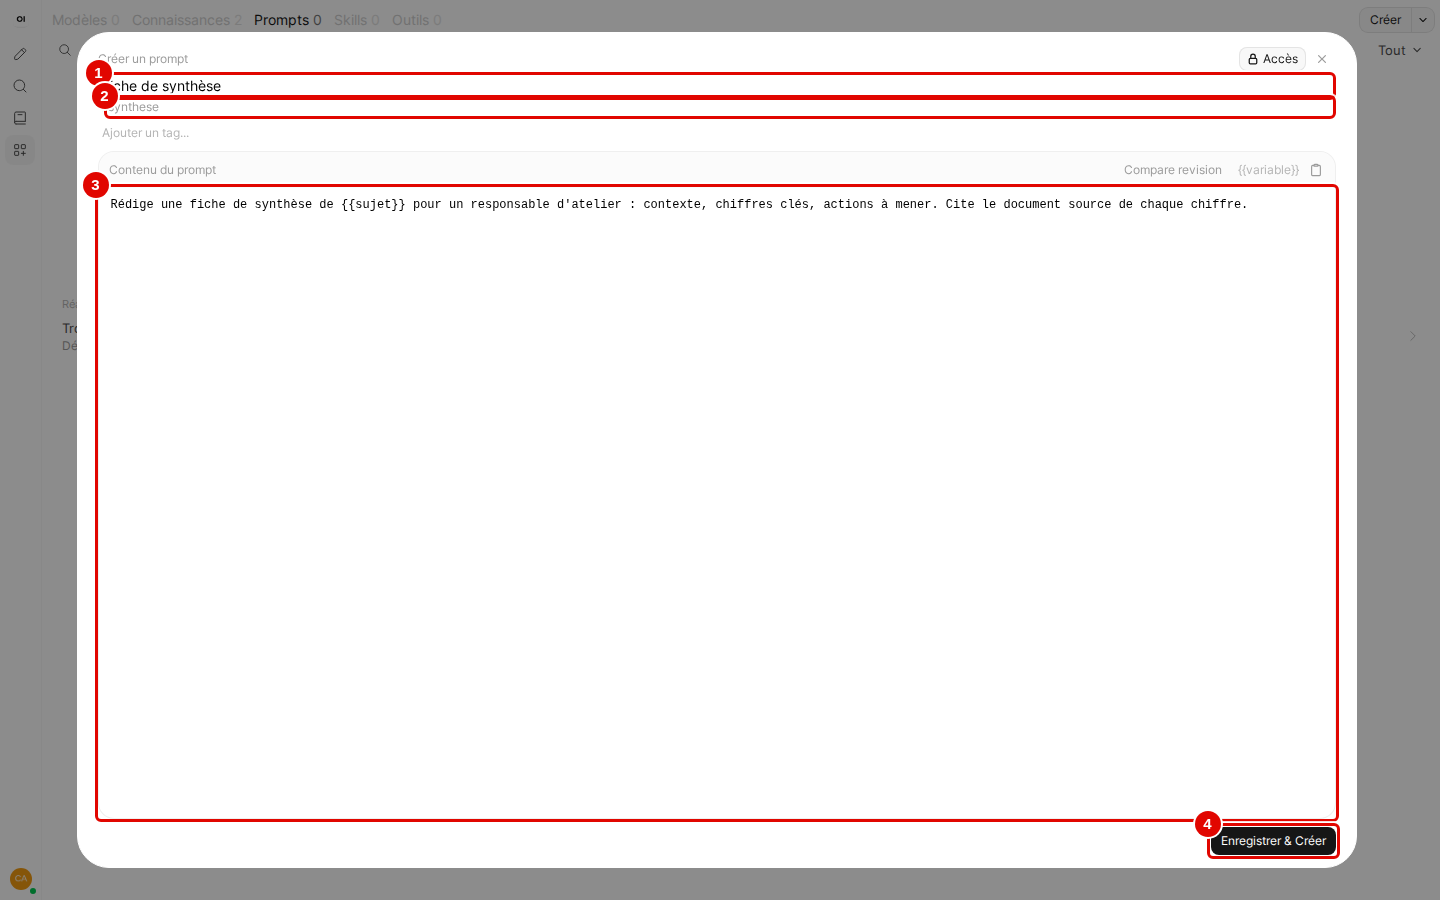 OI
Modèles 0 Connaissances 2 Prompts 0 Skills 0 Outils 0
Créer
Créer un prompt
Accès
Tout
1
che de synthèse
2
ynthese
Ajouter un tag...
Contenu du prompt
Compare revision {{variable}}
3
Rédige une fiche de synthèse de {{sujet}} pour un responsable d'atelier : contexte, chiffres clés, actions à mener. Cite le document source de chaque chiffre.
4
Enregistrer & Créer
CA